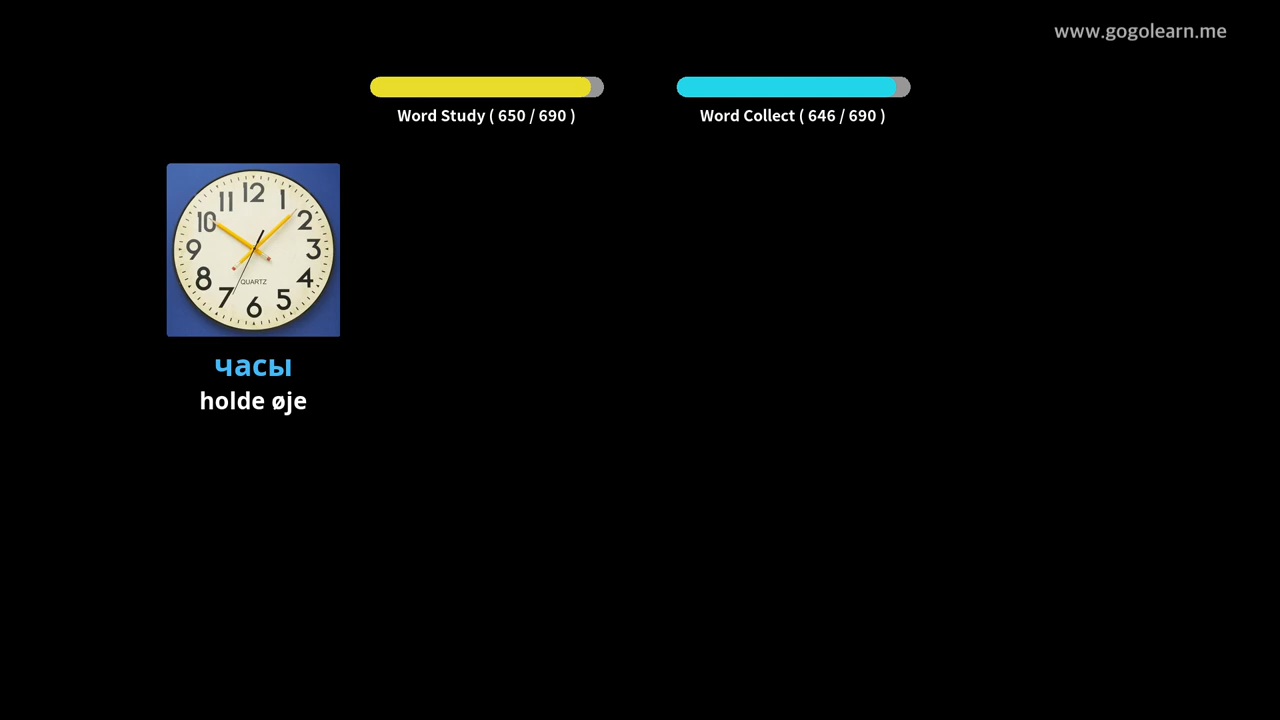 www.gogolearn.me
Word Study ( 650 / 690 )
Word Collect ( 646 / 690 )
12
11
1
10
2
9
3
8
4
QUARTZ
7
5
6
часы
holde øje